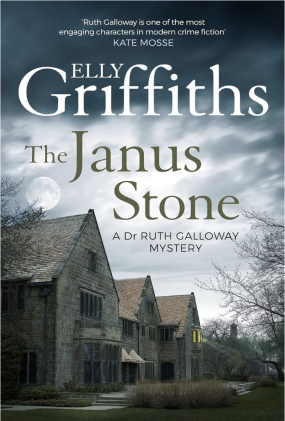 'Ruth Galloway is one of the most
engaging characters in modern crime fiction'
KATE MOSSE
ELLY
Griffiths
The Janus
Stone
A Dr RUTH GALLOWAY
MYSTERY